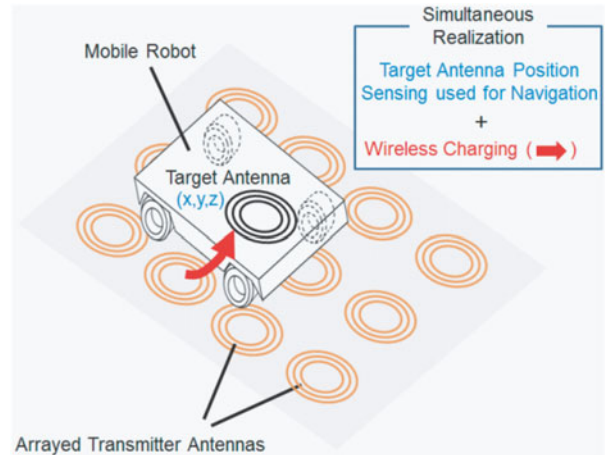 Simultaneous
Realization
Target Antenna Position
Sensing used for Navigation
+
Wireless Charging ( )
Mobile Robot
Target Antenna
(x,y,z)
Arrayed Transmitter Antennas